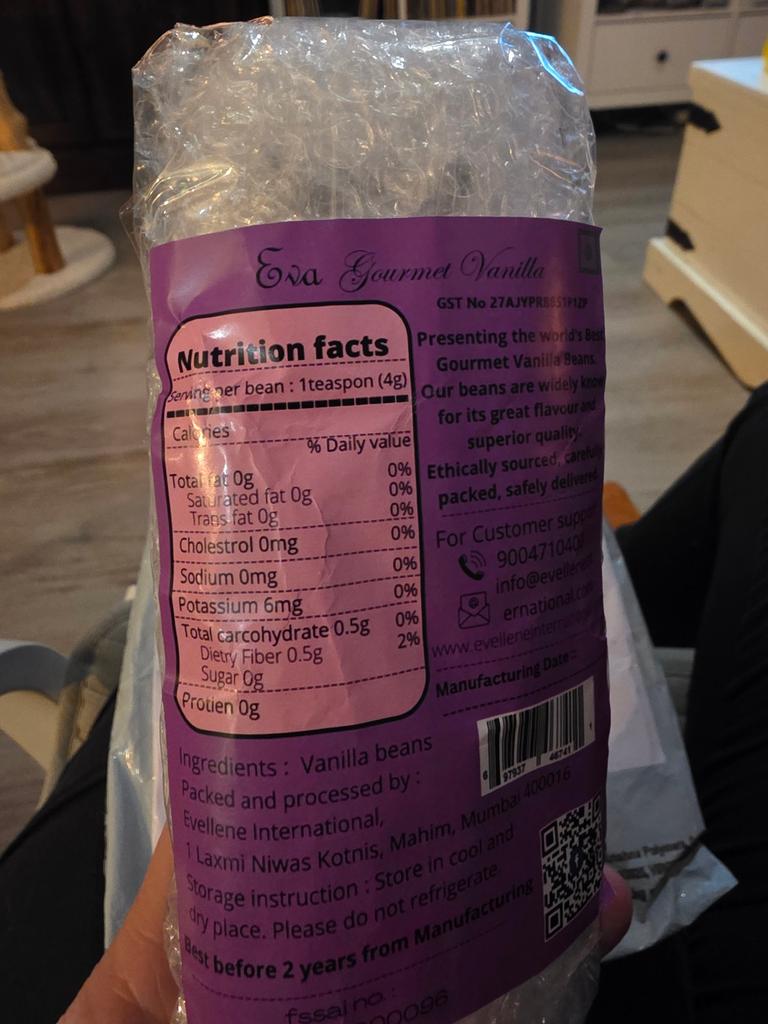 Eva Gourmet Vanilla
GST No
Nutrition facts
Serving per bean : 1teaspon (4g)
Calories
% Daily value
Total fat 0g 0%
Saturated fat 0g 0%
Trans fat 0g 0%
Cholestrol 0mg 0%
Sodium 0mg 0%
Potassium 6mg 0%
Total carcohydrate 0.5g 0%
Dietry Fiber 0.5g 2%
Sugar 0g
Protien 0g
Presenting the world's Best
Gourmet Vanilla Beans.
Our beans are widely know
for its great flavour and
superior quality.
Ethically sourced, carefully
packed, safely delivered.
For Customer support
info@evellene
ernational.com
Manufacturing Date :
6 97937 46741 1
Ingredients : Vanilla beans
Packed and processed by :
Evellene International,
1 Laxmi Niwas Kotnis, Mahim, Mumbai 400016
Storage instruction : Store in cool and
dry place. Please do not refrigerate.
Best before 2 years from Manufacturing
fssai no. :